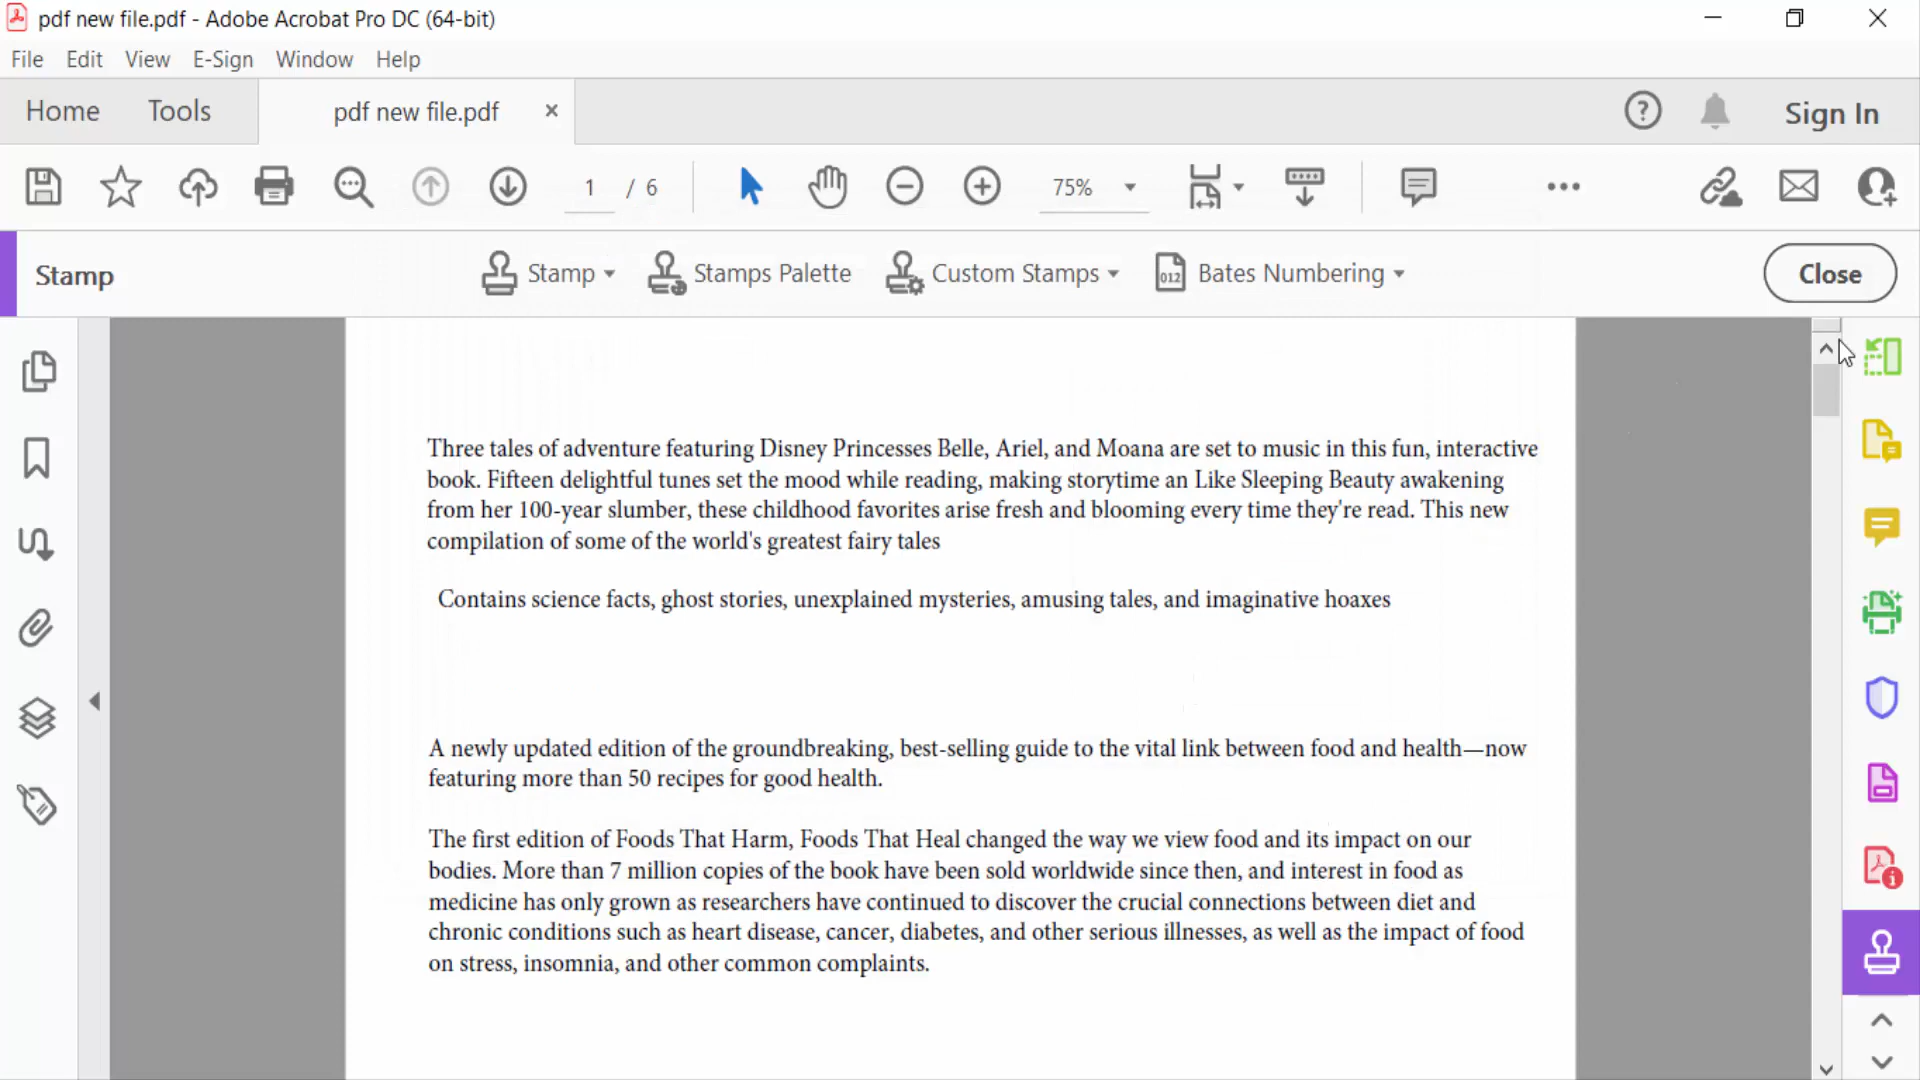 pdf new file.pdf - Adobe Acrobat Pro DC (64-bit)
File Edit View E-Sign Window Help
Home Tools pdf new file.pdf × ? Sign In
1 / 6 75%
Stamp Stamp Stamps Palette Custom Stamps 012 Bates Numbering Close
Three tales of adventure featuring Disney Princesses Belle, Ariel, and Moana are set to music in this fun, interactive
book. Fifteen delightful tunes set the mood while reading, making storytime an Like Sleeping Beauty awakening
from her 100-year slumber, these childhood favorites arise fresh and blooming every time they're read. This new
compilation of some of the world's greatest fairy tales
Contains science facts, ghost stories, unexplained mysteries, amusing tales, and imaginative hoaxes
A newly updated edition of the groundbreaking, best-selling guide to the vital link between food and health—now
featuring more than 50 recipes for good health.
The first edition of Foods That Harm, Foods That Heal changed the way we view food and its impact on our
bodies. More than 7 million copies of the book have been sold worldwide since then, and interest in food as
medicine has only grown as researchers have continued to discover the crucial connections between diet and
chronic conditions such as heart disease, cancer, diabetes, and other serious illnesses, as well as the impact of food
on stress, insomnia, and other common complaints.